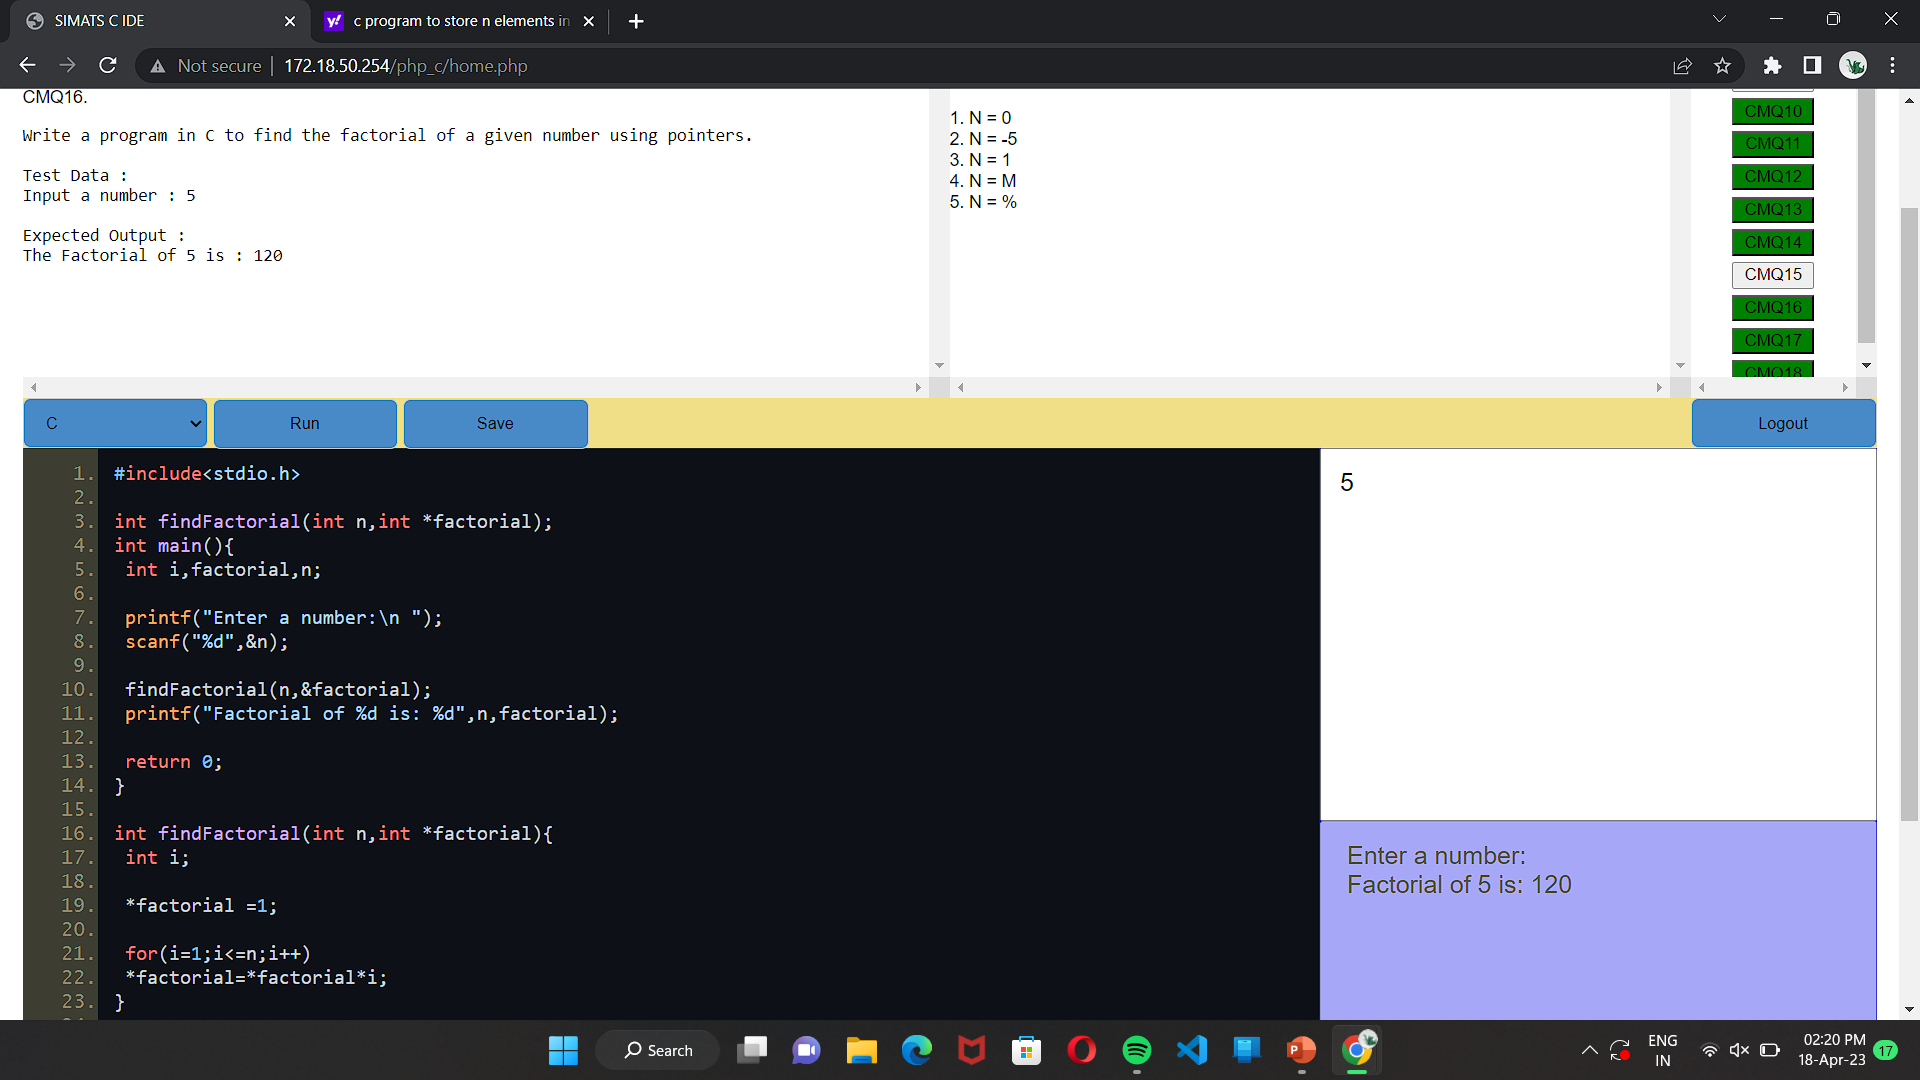 SIMATS C IDE
c program to store n elements in
Not secure
172.18.50.254/php_c/home.php
CMQ16.
Write a program in C to find the factorial of a given number using pointers.
Test Data :
Input a number : 5
Expected Output :
The Factorial of 5 is : 120
1. N = 0
2. N = -5
3. N = 1
4. N = M
5. N = %
CMQ10
CMQ11
CMQ12
CMQ13
CMQ14
CMQ15
CMQ16
CMQ17
CMQ18
C
Run
Save
Logout
1. #include<stdio.h>
2.
3. int findFactorial(int n,int *factorial);
4. int main(){
5. int i,factorial,n;
6.
7. printf("Enter a number:\n ");
8. scanf("%d",&n);
9.
10. findFactorial(n,&factorial);
11. printf("Factorial of %d is: %d",n,factorial);
12.
13. return 0;
14. }
15.
16. int findFactorial(int n,int *factorial){
17. int i;
18.
19. *factorial =1;
20.
21. for(i=1;i<=n;i++)
22. *factorial=*factorial*i;
23. }
5
Enter a number:
Factorial of 5 is: 120
Search
ENG
IN
02:20 PM
18-Apr-23
17